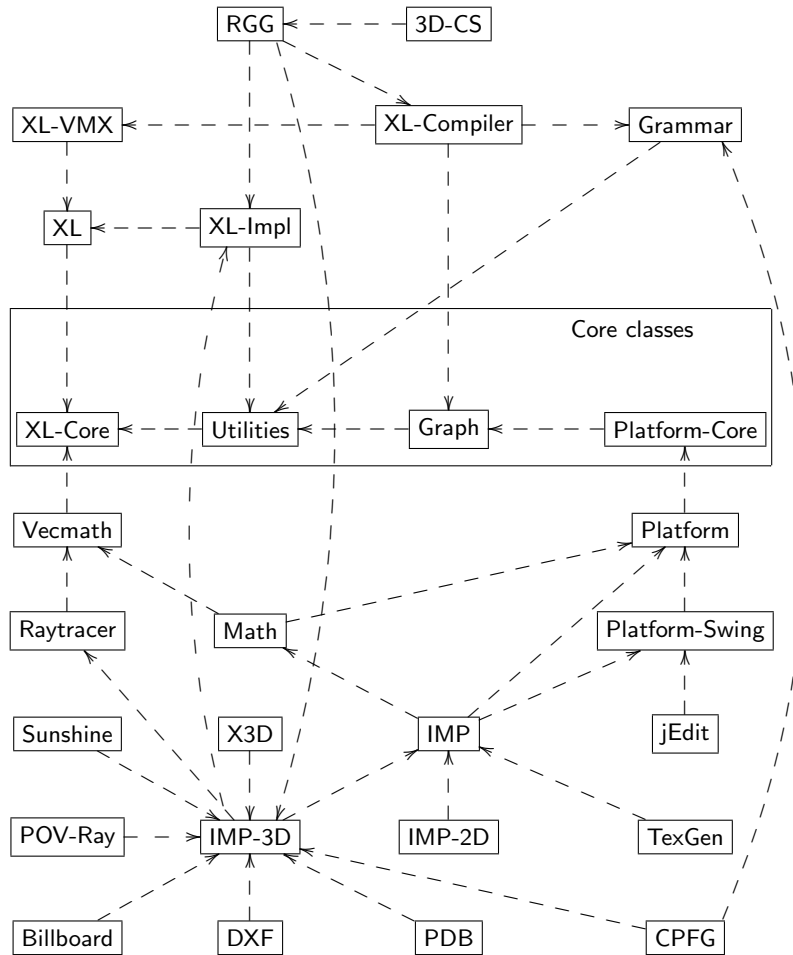 RGG
3D-CS
XL-VMX
XL-Compiler
Grammar
XL
XL-Impl
Core classes
XL-Core
Utilities
Graph
Platform-Core
Vecmath
Platform
Raytracer
Math
Platform-Swing
Sunshine
X3D
IMP
jEdit
POV-Ray
IMP-3D
IMP-2D
TexGen
Billboard
DXF
PDB
CPFG